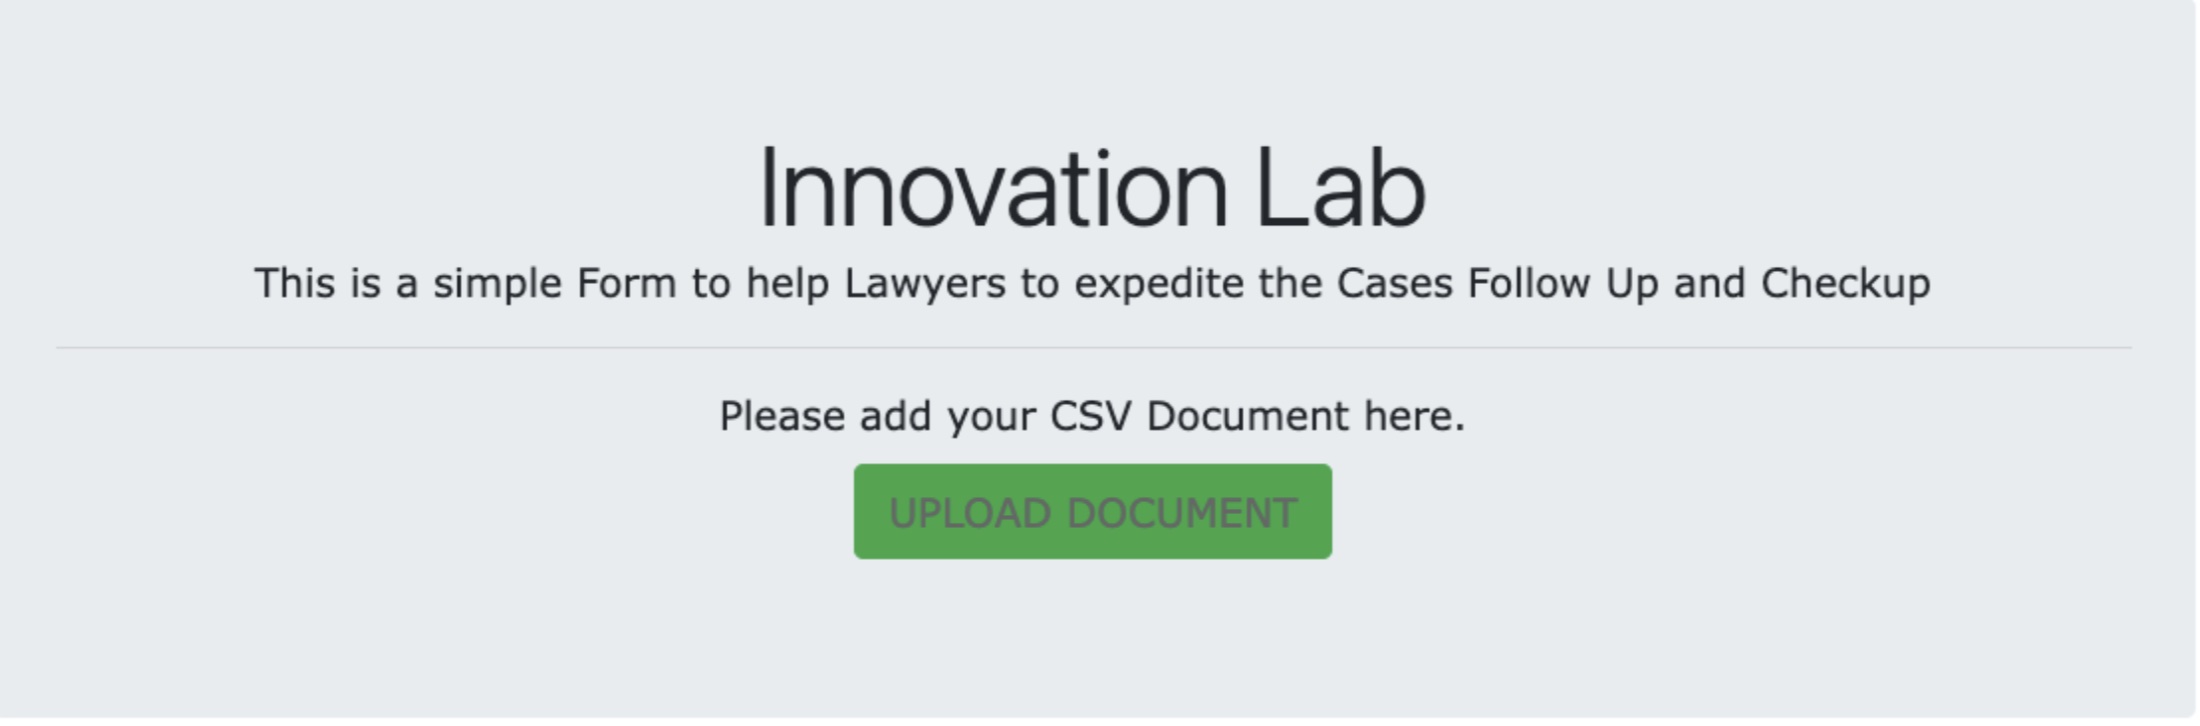 Innovation Lab
This is a simple Form to help Lawyers to expedite the Cases Follow Up and Checkup
Please add your CSV Document here.
UPLOAD DOCUMENT